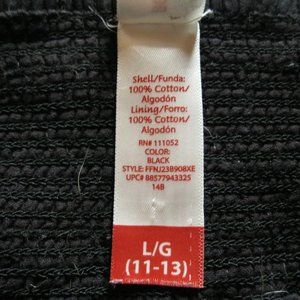 Shell/Funda:
100% Cotton/
Algodón
Lining/Forro:
100% Cotton/
Algodón
RN# 111052
COLOR:
BLACK
STYLE: FFNJ23B908XE
UPC# 88577943325
14B
L/G
(11-13)